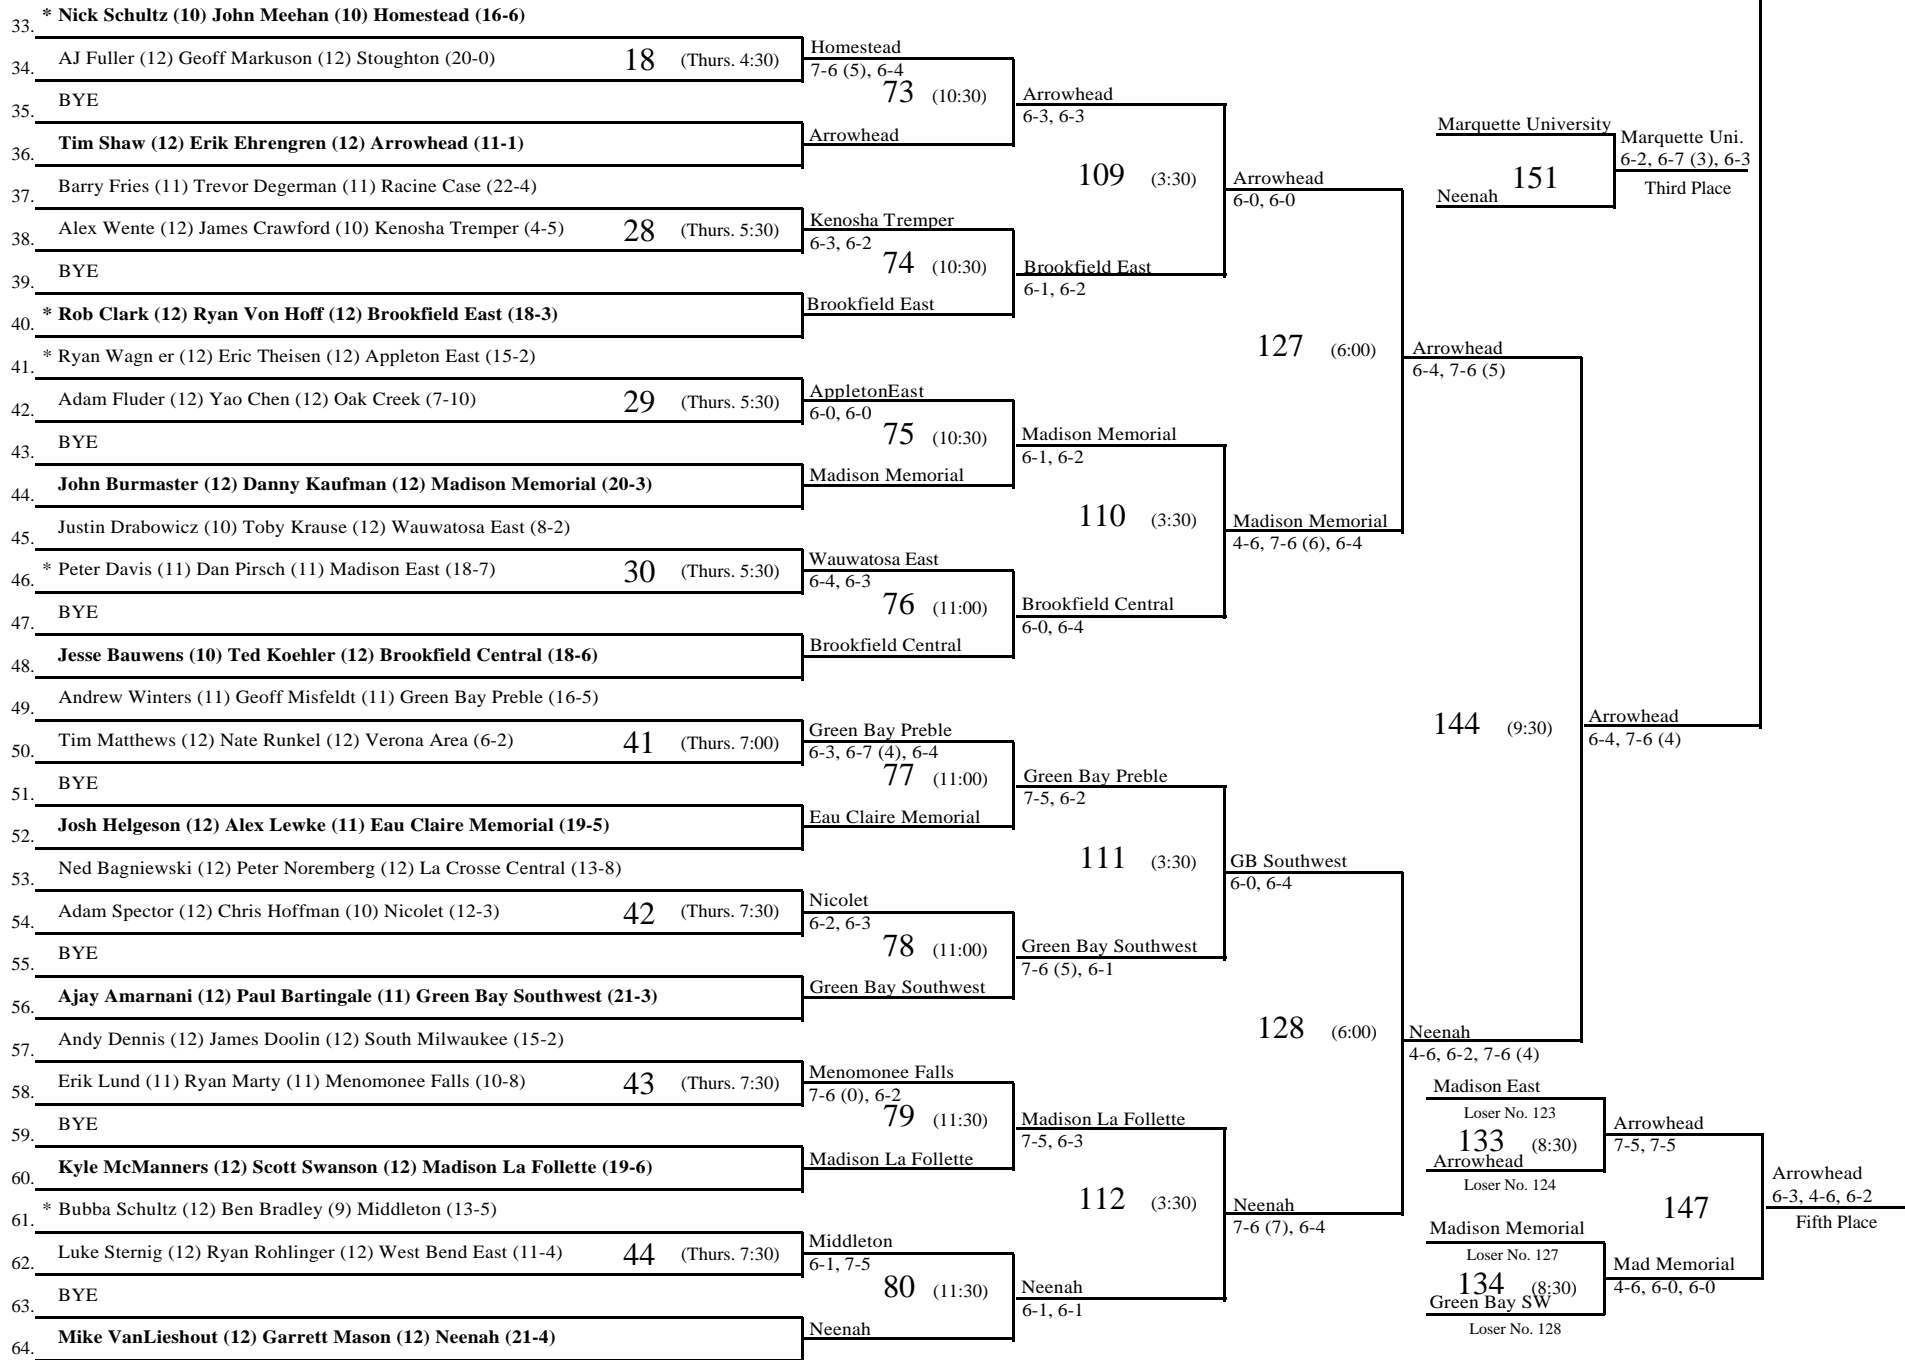 33. * Nick Schultz (10) John Meehan (10) Homestead (16-6)
34. AJ Fuller (12) Geoff Markuson (12) Stoughton (20-0) 18 (Thurs. 4:30)
35. BYE
36. Tim Shaw (12) Erik Ehrengren (12) Arrowhead (11-1)
37. Barry Fries (11) Trevor Degerman (11) Racine Case (22-4)
38. Alex Wente (12) James Crawford (10) Kenosha Tremper (4-5) 28 (Thurs. 5:30)
39. BYE
40. * Rob Clark (12) Ryan Von Hoff (12) Brookfield East (18-3)
41. * Ryan Wagn er (12) Eric Theisen (12) Appleton East (15-2)
42. Adam Fluder (12) Yao Chen (12) Oak Creek (7-10) 29 (Thurs. 5:30)
43. BYE
44. John Burmaster (12) Danny Kaufman (12) Madison Memorial (20-3)
45. Justin Drabowicz (10) Toby Krause (12) Wauwatosa East (8-2)
46. * Peter Davis (11) Dan Pirsch (11) Madison East (18-7) 30 (Thurs. 5:30)
47. BYE
48. Jesse Bauwens (10) Ted Koehler (12) Brookfield Central (18-6)
49. Andrew Winters (11) Geoff Misfeldt (11) Green Bay Preble (16-5)
50. Tim Matthews (12) Nate Runkel (12) Verona Area (6-2) 41 (Thurs. 7:00)
51. BYE
52. Josh Helgeson (12) Alex Lewke (11) Eau Claire Memorial (19-5)
53. Ned Bagniewski (12) Peter Noremberg (12) La Crosse Central (13-8)
54. Adam Spector (12) Chris Hoffman (10) Nicolet (12-3) 42 (Thurs. 7:30)
55. BYE
56. Ajay Amarnani (12) Paul Bartingale (11) Green Bay Southwest (21-3)
57. Andy Dennis (12) James Doolin (12) South Milwaukee (15-2)
58. Erik Lund (11) Ryan Marty (11) Menomonee Falls (10-8) 43 (Thurs. 7:30)
59. BYE
60. Kyle McManners (12) Scott Swanson (12) Madison La Follette (19-6)
61. * Bubba Schultz (12) Ben Bradley (9) Middleton (13-5)
62. Luke Sternig (12) Ryan Rohlinger (12) West Bend East (11-4) 44 (Thurs. 7:30)
63. BYE
64. Mike VanLieshout (12) Garrett Mason (12) Neenah (21-4)
Homestead
7-6 (5), 6-4
73 (10:30)
Arrowhead
Kenosha Tremper
6-3, 6-2
74 (10:30)
Brookfield East
AppletonEast
6-0, 6-0
75 (10:30)
Madison Memorial
Wauwatosa East
6-4, 6-3
76 (11:00)
Brookfield Central
Green Bay Preble
6-3, 6-7 (4), 6-4
77 (11:00)
Eau Claire Memorial
Nicolet
6-2, 6-3
78 (11:00)
Green Bay Southwest
Menomonee Falls
7-6 (0), 6-2
79 (11:30)
Madison La Follette
Middleton
6-1, 7-5
80 (11:30)
Neenah
Arrowhead
6-3, 6-3
109 (3:30)
Brookfield East
6-1, 6-2
Madison Memorial
6-1, 6-2
110 (3:30)
Brookfield Central
6-0, 6-4
Green Bay Preble
7-5, 6-2
111 (3:30)
Green Bay Southwest
7-6 (5), 6-1
Madison La Follette
7-5, 6-3
112 (3:30)
Neenah
6-1, 6-1
Arrowhead
6-0, 6-0
127 (6:00)
Madison Memorial
4-6, 7-6 (6), 6-4
GB Southwest
6-0, 6-4
128 (6:00)
Neenah
7-6 (7), 6-4
Arrowhead
6-4, 7-6 (5)
144 (9:30)
Neenah
4-6, 6-2, 7-6 (4)
Arrowhead
6-4, 7-6 (4)
Marquette University
151
Neenah
Marquette Uni.
6-2, 6-7 (3), 6-3
Third Place
Madison East
Loser No. 123
133 (8:30)
Arrowhead
Loser No. 124
Madison Memorial
Loser No. 127
134 (8:30)
Green Bay SW
Loser No. 128
Arrowhead
7-5, 7-5
147
Mad Memorial
4-6, 6-0, 6-0
Arrowhead
6-3, 4-6, 6-2
Fifth Place